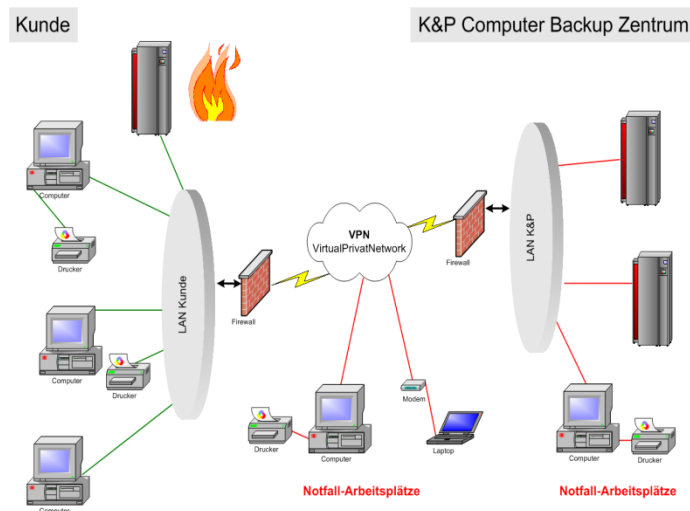 Kunde
K&P Computer Backup Zentrum
Computer
Drucker
LAN Kunde
Firewall
VPN
VirtualPrivatNetwork
Firewall
LAN K&P
Computer
Drucker
Computer
Drucker
Computer
Modem
Laptop
Notfall-Arbeitsplätze
Computer
Drucker
Notfall-Arbeitsplätze